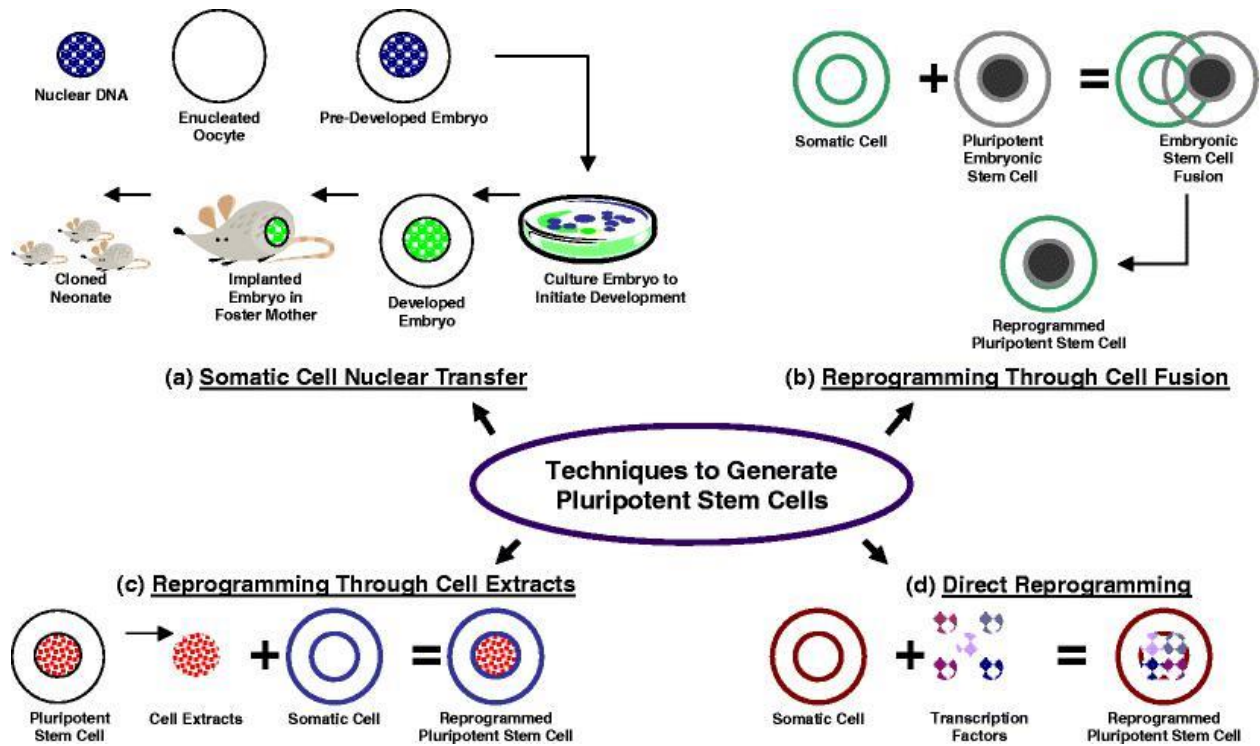 Nuclear DNA
Enucleated
Oocyte
Pre-Developed Embryo
Cloned
Neonate
Implanted
Embryo in
Foster Mother
Developed
Embryo
Culture Embryo to
Initiate Development
(a) Somatic Cell Nuclear Transfer
Somatic Cell
+
Pluripotent
Embryonic
Stem Cell
=
Embryonic
Stem Cell
Fusion
Reprogrammed
Pluripotent Stem Cell
(b) Reprogramming Through Cell Fusion
Techniques to Generate
Pluripotent Stem Cells
(c) Reprogramming Through Cell Extracts
Pluripotent
Stem Cell
Cell Extracts
+
Somatic Cell
=
Reprogrammed
Pluripotent Stem Cell
(d) Direct Reprogramming
Somatic Cell
+
Transcription
Factors
=
Reprogrammed
Pluripotent Stem Cell